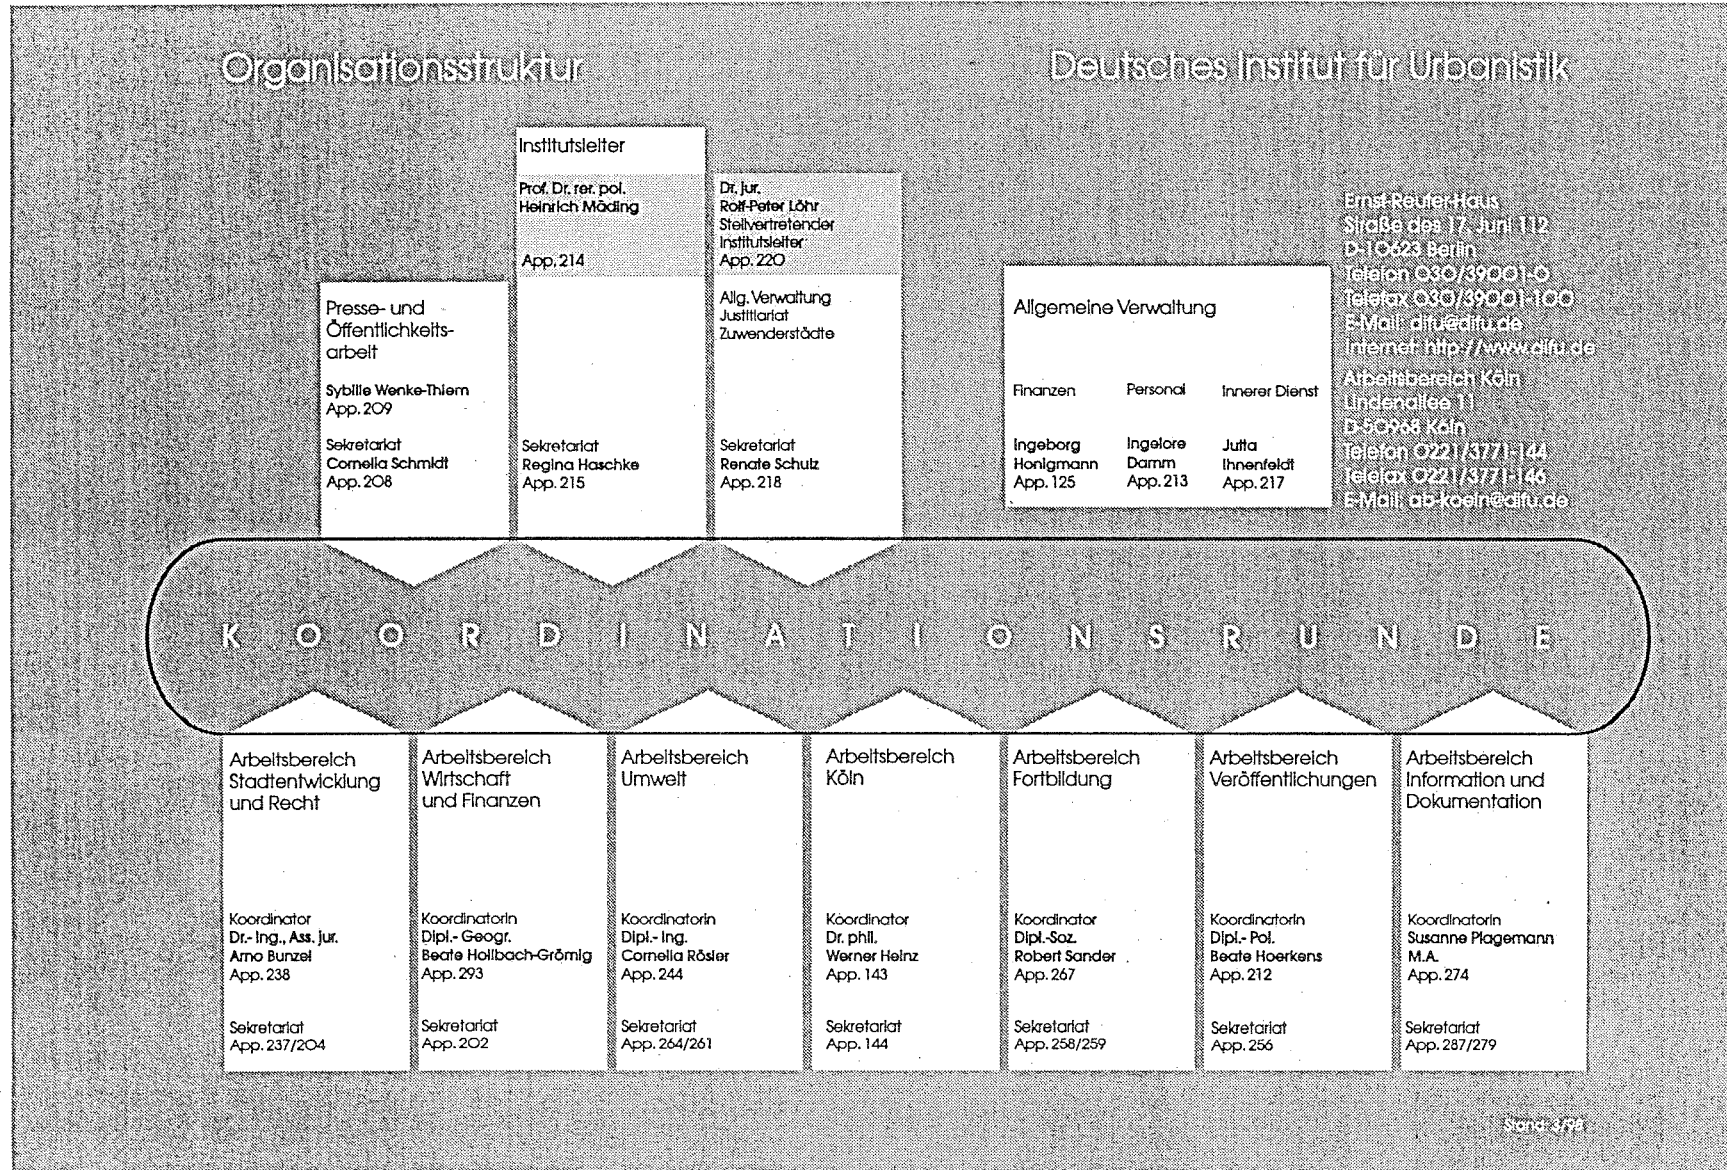 Organisationsstruktur
Deutsches Institut für Urbanistik
Institutsleiter
Prof. Dr. rer. pol.
Heinrich Mäding
App. 214
Sekretariat
Regina Haschke
App. 215
Dr. jur.
Rolf-Peter Löhr
Stellvertretender
Institutsleiter
App. 220
Allg. Verwaltung
Justitiariat
Zuwenderstädte
Sekretariat
Renate Schulz
App. 218
Presse- und
Öffentlichkeits-
arbeit
Sybille Wenke-Thiem
App. 209
Sekretariat
Cornelia Schmidt
App. 208
Allgemeine Verwaltung
Finanzen
Ingeborg
Honigmann
App. 125
Personal
Ingelore
Damm
App. 213
Innerer Dienst
Jutta
Ihnenfeldt
App. 217
Ernst-Reuter-Haus
Straße des 17. Juni 112
D-10623 Berlin
Telefon 030/39001-0
Telefax 030/39001-100
E-Mail: difu@difu.de
Internet: http://www.difu.de
Arbeitsbereich Köln
Lindenallee 11
D-50968 Köln
Telefon 0221/3771-144
Telefax 0221/3771-146
E-Mail: ab-koeln@difu.de
KOORDINATIONSRUNDE
Arbeitsbereich
Stadtentwicklung
und Recht
Koordinator
Dr.- Ing., Ass. jur.
Arno Bunzel
App. 238
Sekretariat
App. 237/204
Arbeitsbereich
Wirtschaft
und Finanzen
Koordinatorin
Dipl.- Geogr.
Beate Hollbach-Grömig
App. 293
Sekretariat
App. 202
Arbeitsbereich
Umwelt
Koordinatorin
Dipl.- Ing.
Cornelia Rösler
App. 244
Sekretariat
App. 264/261
Arbeitsbereich
Köln
Koordinator
Dr. phil.
Werner Heinz
App. 143
Sekretariat
App. 144
Arbeitsbereich
Fortbildung
Koordinator
Dipl.-Soz.
Robert Sander
App. 267
Sekretariat
App. 258/259
Arbeitsbereich
Veröffentlichungen
Koordinatorin
Dipl.- Pol.
Beate Hoerkens
App. 212
Sekretariat
App. 256
Arbeitsbereich
Information und
Dokumentation
Koordinatorin
Susanne Plagemann
M.A.
App. 274
Sekretariat
App. 287/279
Stand: 3/98